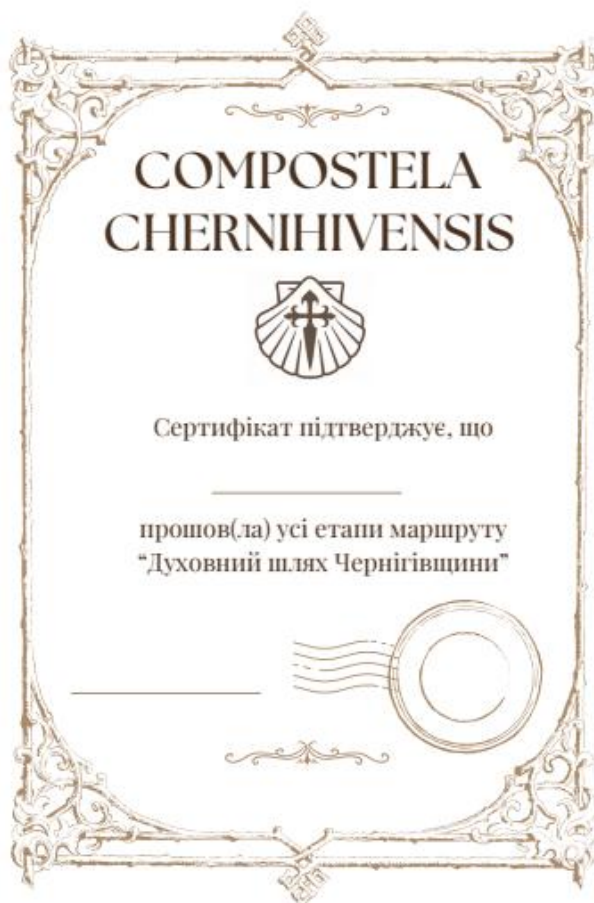 COMPOSTELA
CHERNIHIVENSIS
Сертифікат підтверджує, що
прошов(ла) усі етапи маршруту
“Духовний шлях Чернігівщини”